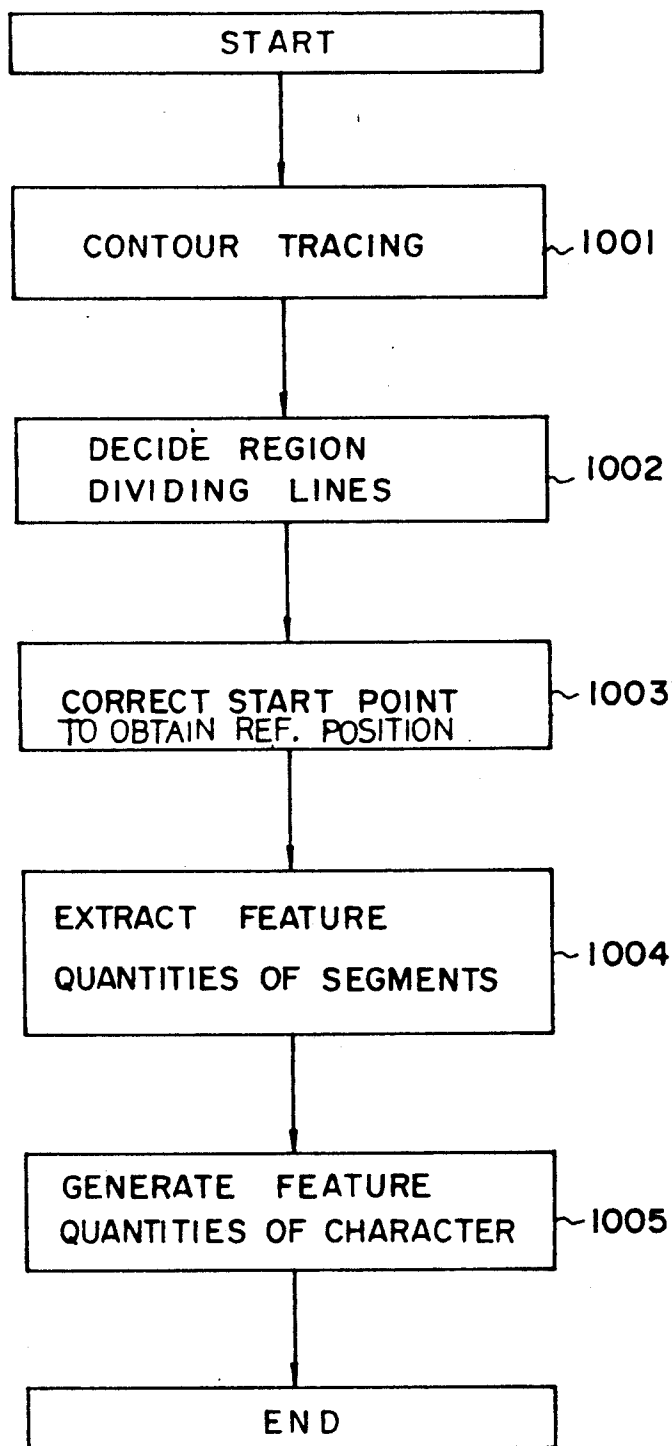 START
CONTOUR TRACING
1001
DECIDE REGION
DIVIDING LINES
1002
CORRECT START POINT
TO OBTAIN REF. POSITION
1003
EXTRACT FEATURE
QUANTITIES OF SEGMENTS
1004
GENERATE FEATURE
QUANTITIES OF CHARACTER
1005
END